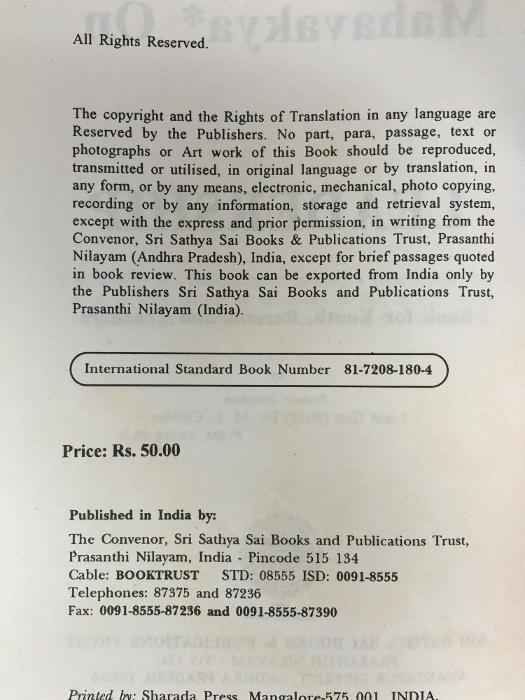 All Rights Reserved.
The copyright and the Rights of Translation in any language are
Reserved by the Publishers. No part, para, passage, text or
photographs or Art work of this Book should be reproduced,
transmitted or utilised, in original language or by translation, in
any form, or by any means, electronic, mechanical, photo copying,
recording or by any information, storage and retrieval system,
except with the express and prior permission, in writing from the
Convenor, Sri Sathya Sai Books & Publications Trust, Prasanthi
Nilayam (Andhra Pradesh), India, except for brief passages quoted
in book review. This book can be exported from India only by
the Publishers Sri Sathya Sai Books and Publications Trust,
Prasanthi Nilayam (India).
International Standard Book Number 81-7208-180-4
Price: Rs. 50.00
Published in India by:
The Convenor, Sri Sathya Sai Books and Publications Trust,
Prasanthi Nilayam, India - Pincode 515 134
Cable: BOOKTRUST STD: 08555 ISD: 0091-8555
Telephones: 87375 and 87236
Fax: 0091-8555-87236 and 0091-8555-87390
Printed by: Sharada Press, Mangalore-575 001, INDIA.